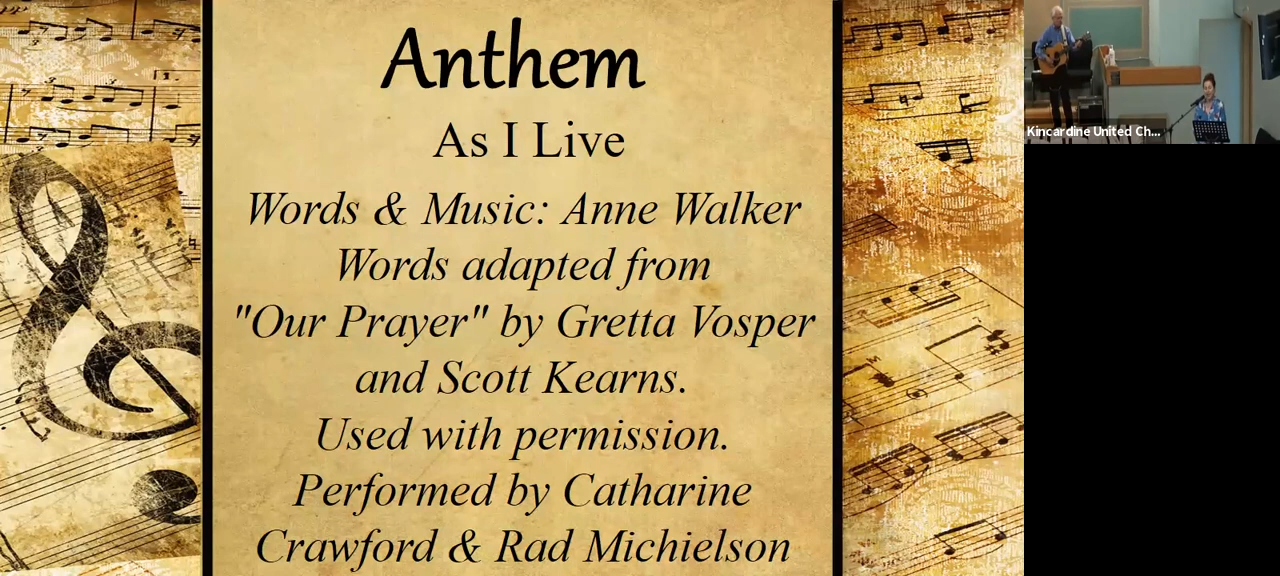 Anthem
As I Live
Words & Music: Anne Walker
Words adapted from
"Our Prayer" by Gretta Vosper
and Scott Kearns.
Used with permission.
Performed by Catharine
Crawford & Rad Michielson
Kincardine United Ch...